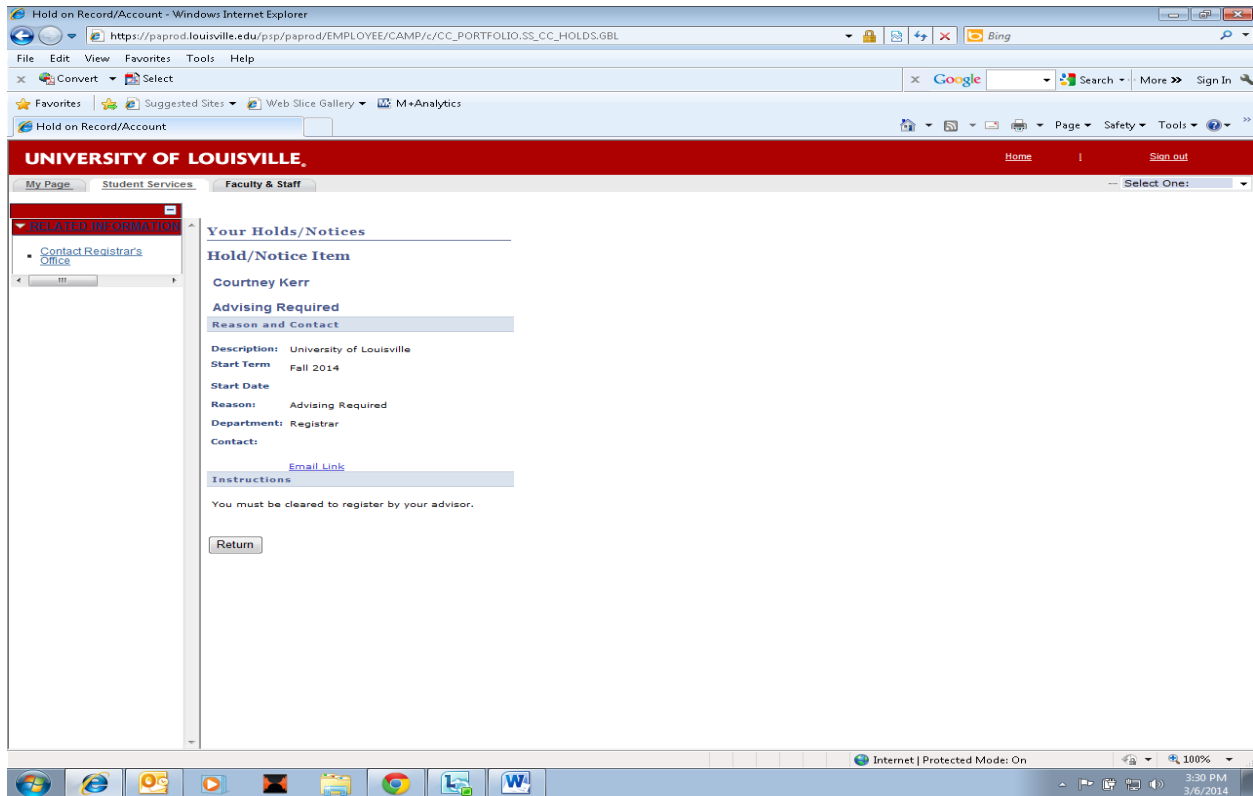 Hold on Record/Account - Windows Internet Explorer
https://paprod.louisville.edu/psp/paprod/EMPLOYEE/CAMP/c/CC_PORTFOLIO.SS_CC_HOLDS.GBL Bing
File Edit View Favorites Tools Help
x Convert Select x Google Search More >> Sign In
Favorites Suggested Sites Web Slice Gallery M+Analytics
Hold on Record/Account Page Safety Tools >>
UNIVERSITY OF LOUISVILLE. Home | Sign out
My Page Student Services Faculty & Staff Select One:
RELATED INFORMATION
Contact Registrar's
Office
Your Holds/Notices
Hold/Notice Item
Courtney Kerr
Advising Required
Reason and Contact
Description: University of Louisville
Start Term Fall 2014
Start Date
Reason: Advising Required
Department: Registrar
Contact:
Email Link
Instructions
You must be cleared to register by your advisor.
Return
Internet | Protected Mode: On 100%
3:30 PM
3/6/2014